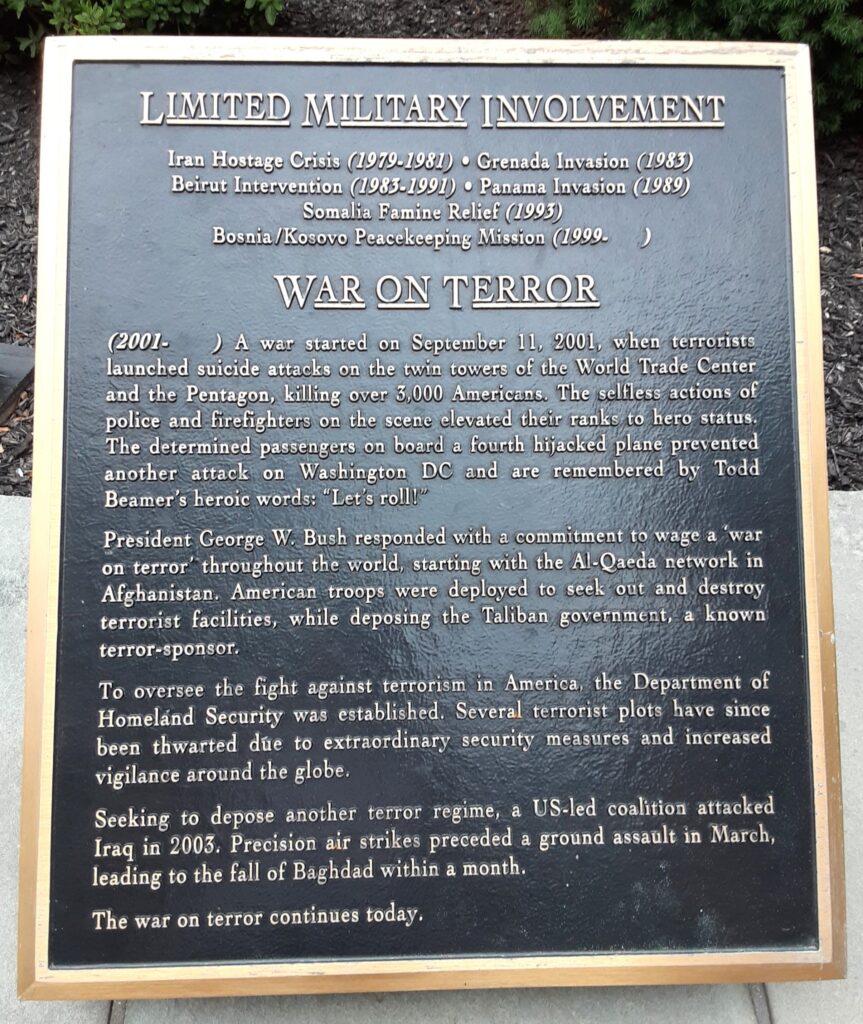 LIMITED MILITARY INVOLVEMENT
Iran Hostage Crisis (1979-1981) • Grenada Invasion (1983)
Beirut Intervention (1983-1991) • Panama Invasion (1989)
Somalia Famine Relief (1993)
Bosnia/Kosovo Peacekeeping Mission (1999- )
WAR ON TERROR
(2001- ) A war started on September 11, 2001, when terrorists
launched suicide attacks on the twin towers of the World Trade Center
and the Pentagon, killing over 3,000 Americans. The selfless actions of
police and firefighters on the scene elevated their ranks to hero status.
The determined passengers on board a fourth hijacked plane prevented
another attack on Washington DC and are remembered by Todd
Beamer's heroic words: "Let's roll!"
President George W. Bush responded with a commitment to wage a 'war
on terror' throughout the world, starting with the Al-Qaeda network in
Afghanistan. American troops were deployed to seek out and destroy
terrorist facilities, while deposing the Taliban government, a known
terror-sponsor.
To oversee the fight against terrorism in America, the Department of
Homeland Security was established. Several terrorist plots have since
been thwarted due to extraordinary security measures and increased
vigilance around the globe.
Seeking to depose another terror regime, a US-led coalition attacked
Iraq in 2003. Precision air strikes preceded a ground assault in March,
leading to the fall of Baghdad within a month.
The war on terror continues today.